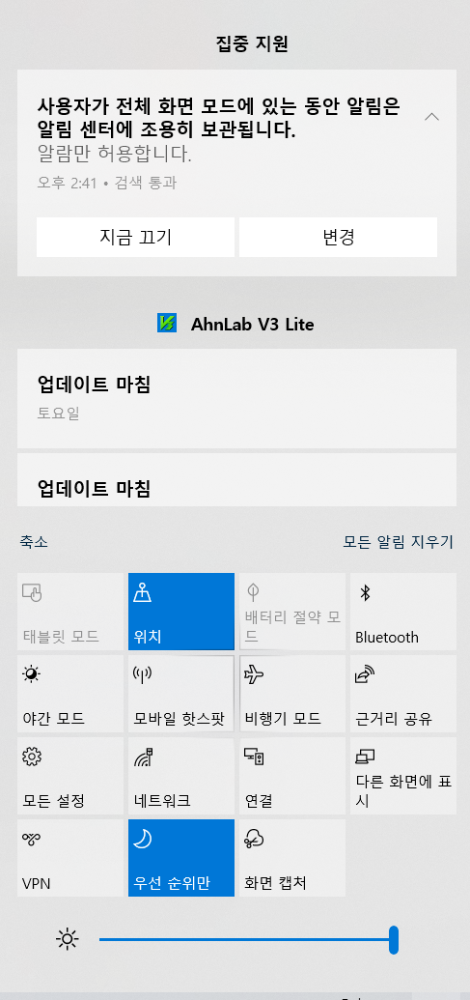 집중 지원
사용자가 전체 화면 모드에 있는 동안 알림은
알림 센터에 조용히 보관됩니다.
알람만 허용합니다.
오후 2:41 • 검색 통과
지금 끄기
변경
AhnLab V3 Lite
업데이트 마침
토요일
업데이트 마침
축소
모든 알림 지우기
태블릿 모드
위치
배터리 절약 모
드
Bluetooth
야간 모드
모바일 핫스팟
비행기 모드
근거리 공유
모든 설정
네트워크
연결
다른 화면에 표
시
VPN
우선 순위만
화면 캡처